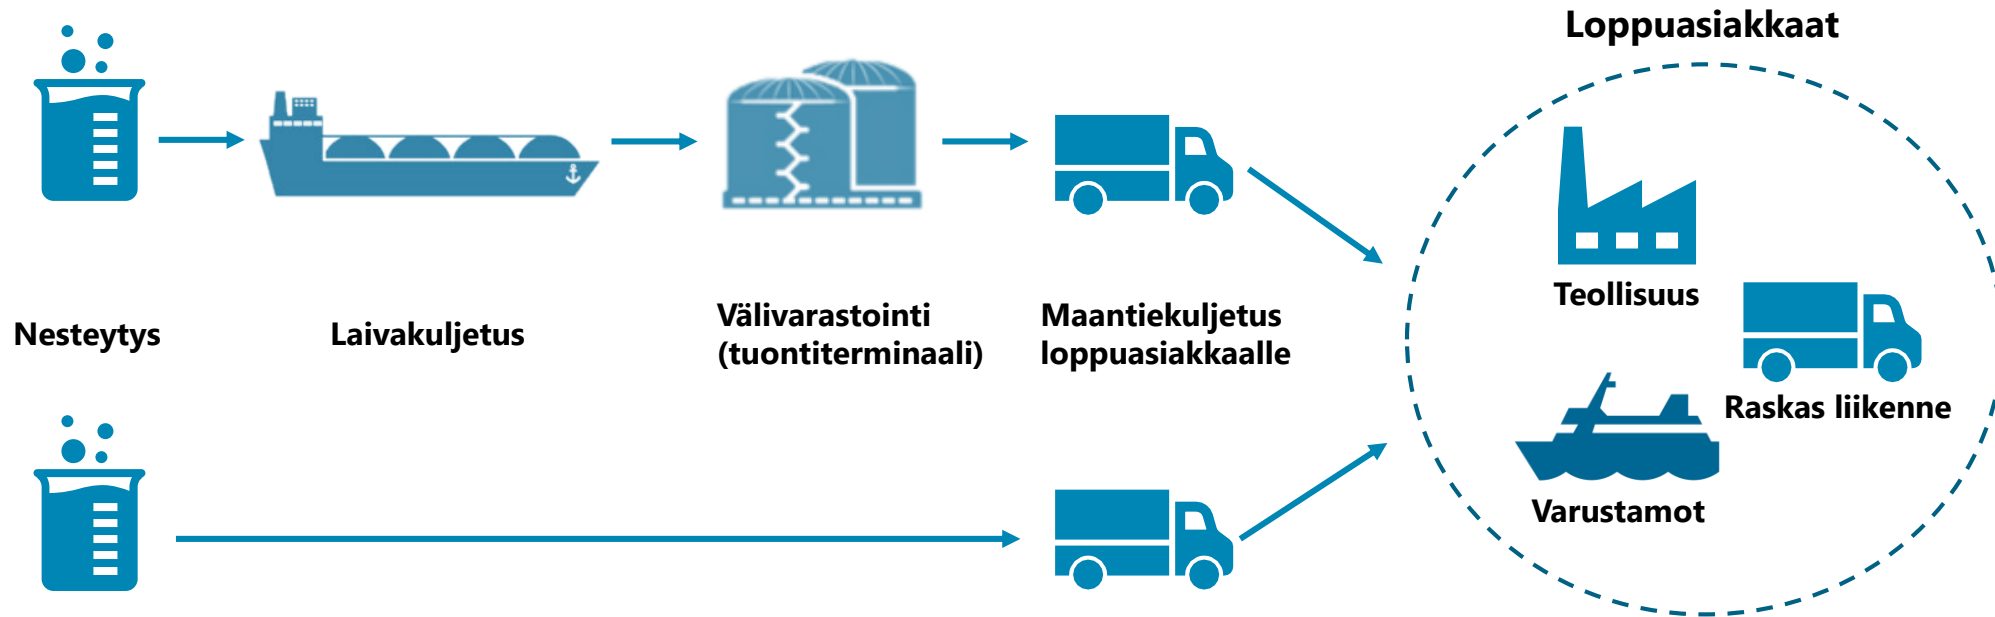 Loppuasiakkaat
Nesteytys
Laivakuljetus
Välivarastointi
(tuontiterminaali)
Maantiekuljetus
loppuasiakkaalle
Teollisuus
Raskas liikenne
Varustamot